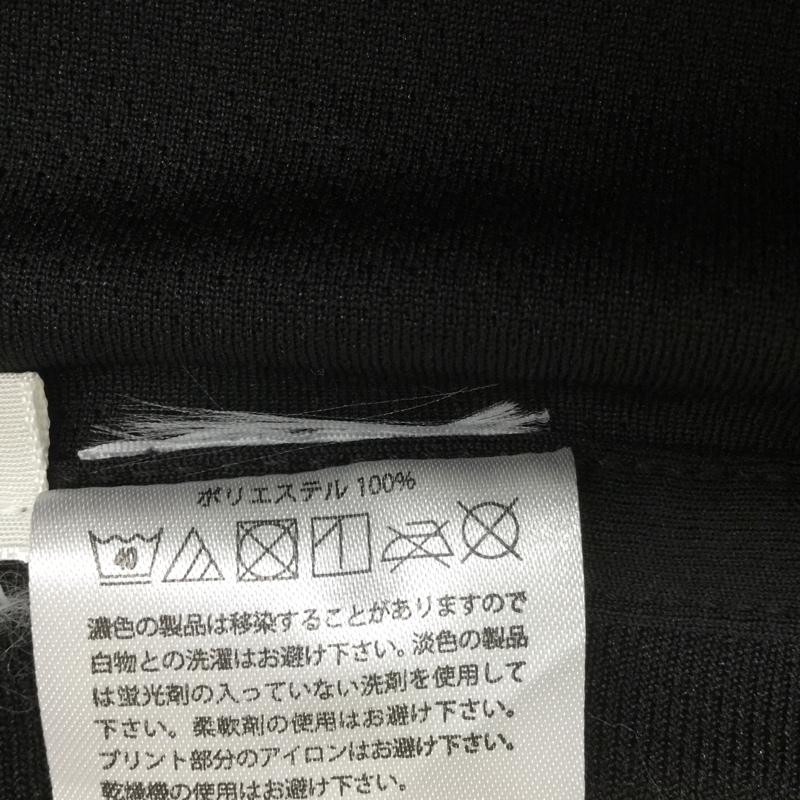 ポリエステル 100%
40
濃色の製品は移染することがありますので
白物との洗濯はお避け下さい。淡色の製品
は蛍光剤の入っていない洗剤を使用して
下さい。柔軟剤の使用はお避け下さい。
プリント部分のアイロンはお避け下さい。
乾燥機の使用はお避け下さい。